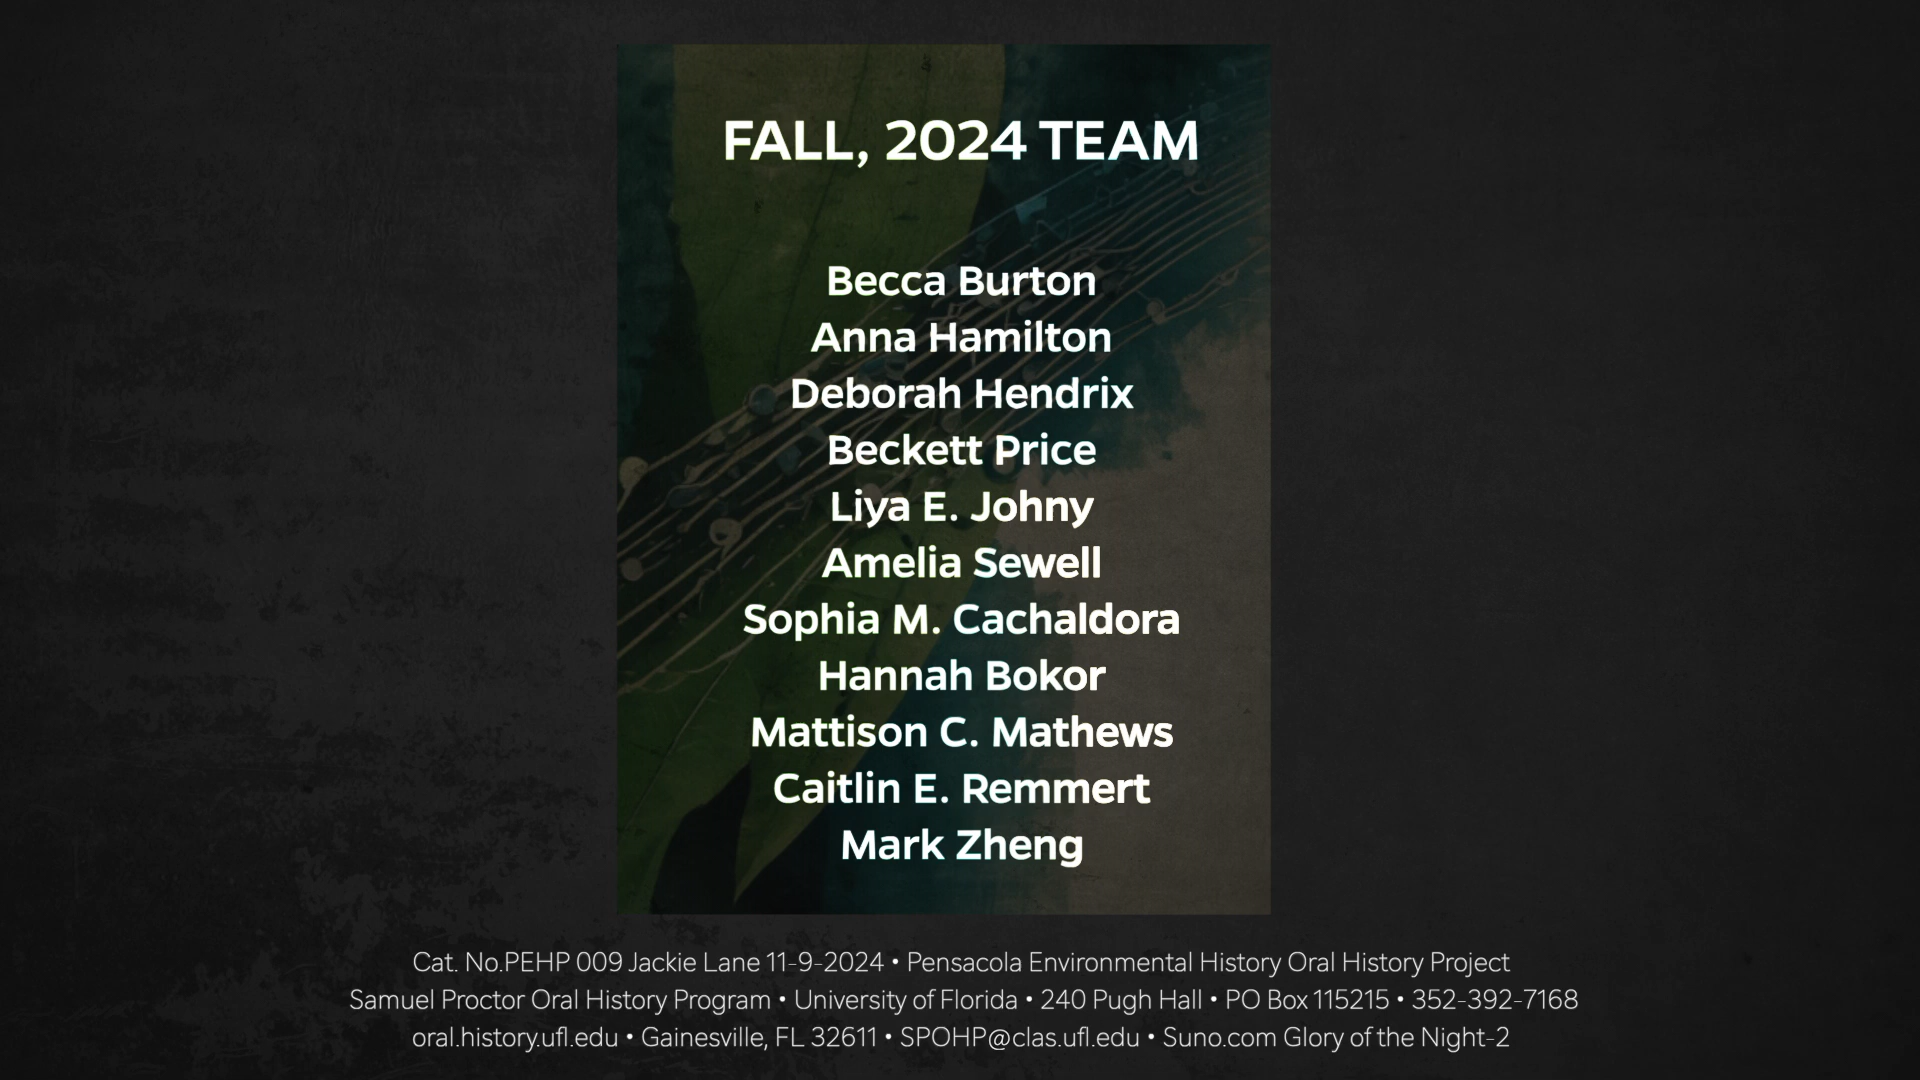 FALL, 2024 TEAM
Becca Burton
Anna Hamilton
Deborah Hendrix
Beckett Price
Liya E. Johny
Amelia Sewell
Sophia M. Cachaldora
Hannah Bokor
Mattison C. Mathews
Caitlin E. Remmert
Mark Zheng
Cat. No.PEHP 009 Jackie Lane 11-9-2024 • Pensacola Environmental History Oral History Project
Samuel Proctor Oral History Program • University of Florida • 240 Pugh Hall • PO Box 115215 • 352-392-7168
oral.history.ufl.edu • Gainesville, FL 32611 • SPOHP@clas.ufl.edu • Suno.com Glory of the Night-2